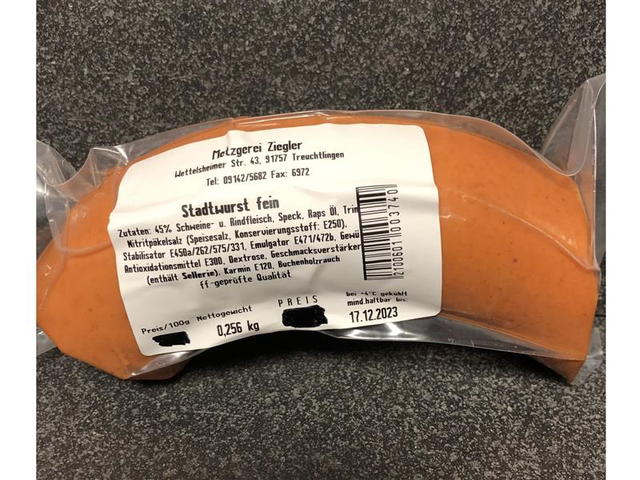 Metzgerei Ziegler
Wettelsheimer Str. 43, 91757 Treuchtlingen
Tel: 09142/5682 Fax: 6972
Stadtwurst fein
Zutaten: 45% Schweine- u. Rindfleisch, Speck, Raps Öl, Trin
Nitritpökelsalz (Speisesalz, Konservierungsstoff: E250),
Stabilisator E450a/262/575/331, Emulgator E471/472b, Gewü
Antioxidationsmittel E300, Dextrose, Geschmacksverstärker
(enthält Sellerie), Karmin E120, Buchenholzrauch
ff-geprüfte Qualität
Preis/100g Nettogewicht PREIS bei +4°C gekühlt
mind.haltbar bis:
0,256 kg 17.12.2023
2100601003740